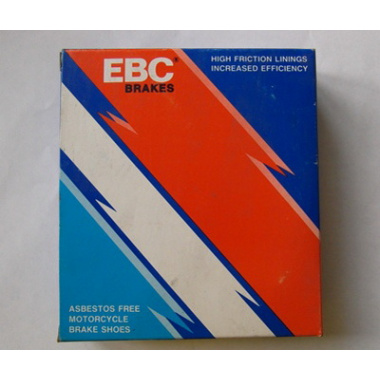 EBC®
BRAKES
HIGH FRICTION LININGS
INCREASED EFFICIENCY
ASBESTOS FREE
MOTORCYCLE
BRAKE SHOES